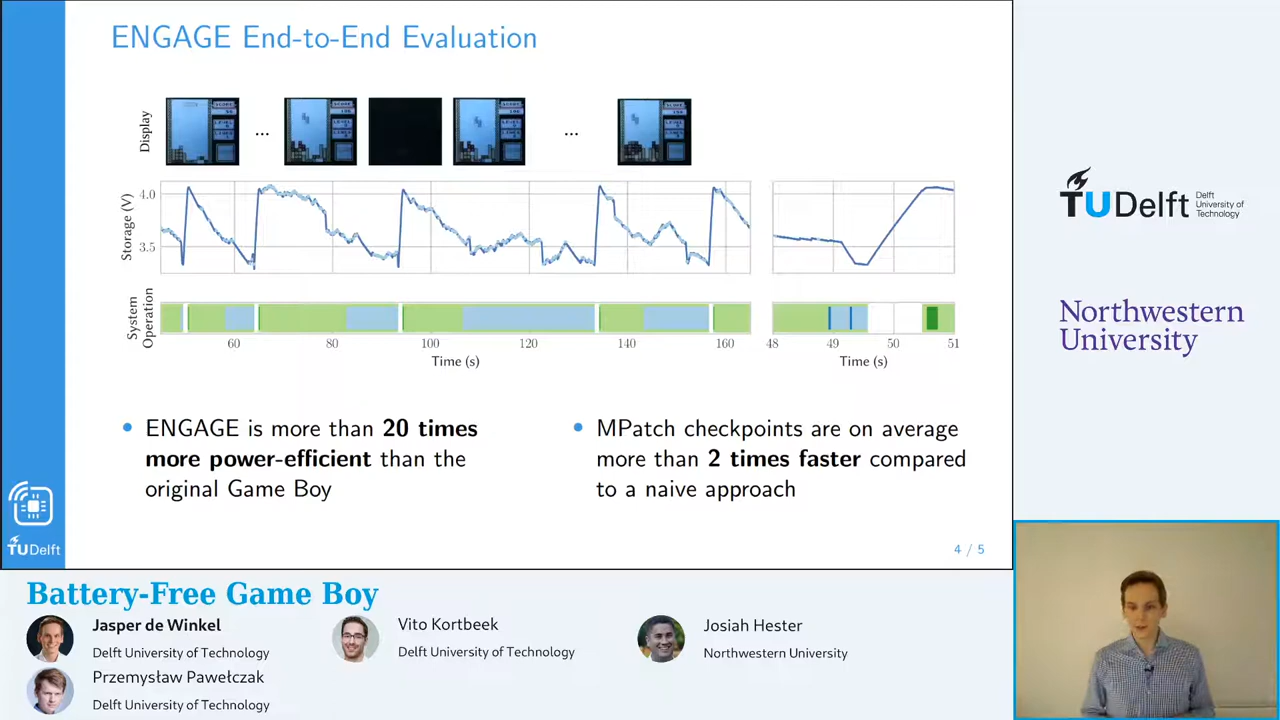 ENGAGE End-to-End Evaluation
Display
... ...
Storage (V)
4.0
3.5
System
Operation
60 80 100 120 140 160 48 49 50 51
Time (s) Time (s)
• ENGAGE is more than 20 times
more power-efficient than the
original Game Boy
• MPatch checkpoints are on average
more than 2 times faster compared
to a naive approach
4 / 5
TUDelft
TUDelft Delft
University of
Technology
Northwestern
University
Battery-Free Game Boy
Jasper de Winkel
Delft University of Technology
Vito Kortbeek
Delft University of Technology
Josiah Hester
Northwestern University
Przemysław Pawełczak
Delft University of Technology